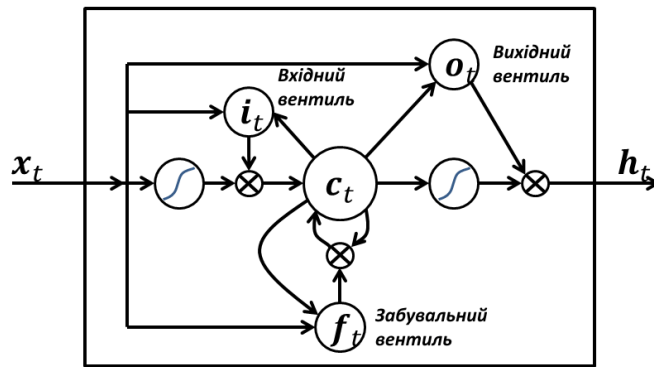 Вхідний
вентиль
Вихідний
вентиль
o_t
i_t
x_t
c_t
h_t
f_t
Забувальний
вентиль